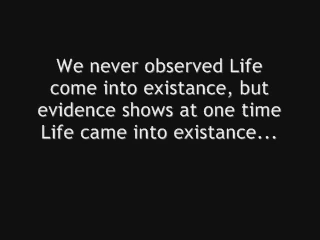 We never observed Life
come into existance, but
evidence shows at one time
Life came into existance...